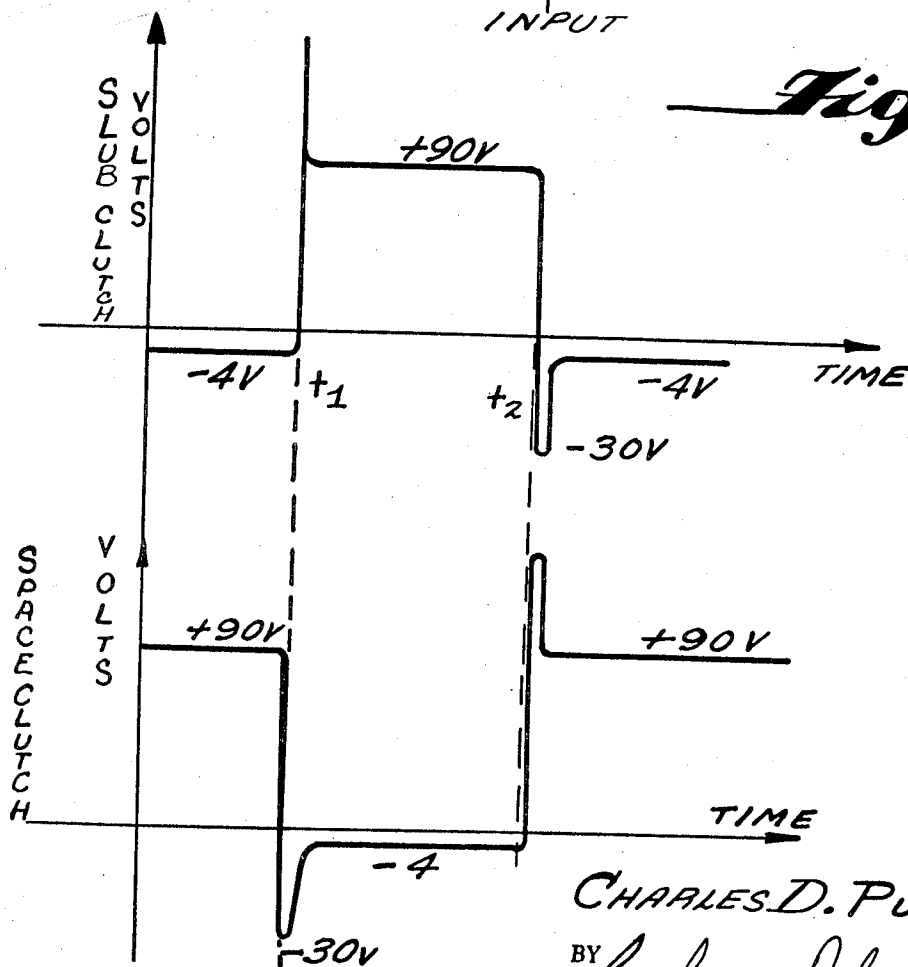 INPUT
Fig
SLUB CLUTCH
VOLTS
+90V
-4V
t1
t2
-4V
TIME
-30V
SPACE CLUTCH
VOLTS
+90V
+90V
TIME
-4
-30V
CHARLES D.
BY